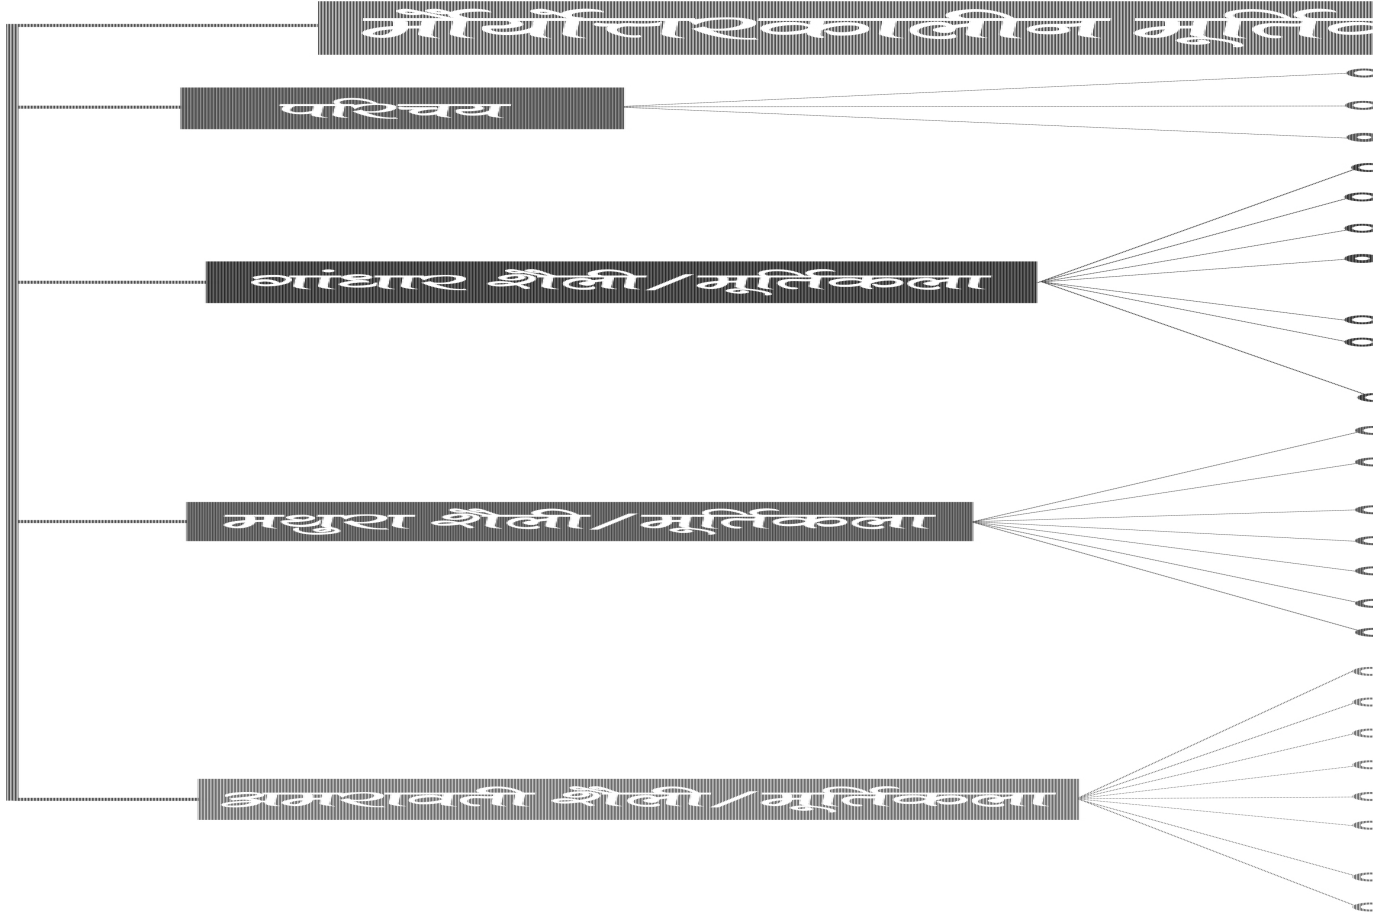 मौर्योत्तरकालीन
परिचय
गांधार शैली/मूर्तिकला
मथुरा शैली/मूर्तिकला
अमरावती शैली/मूर्तिकला